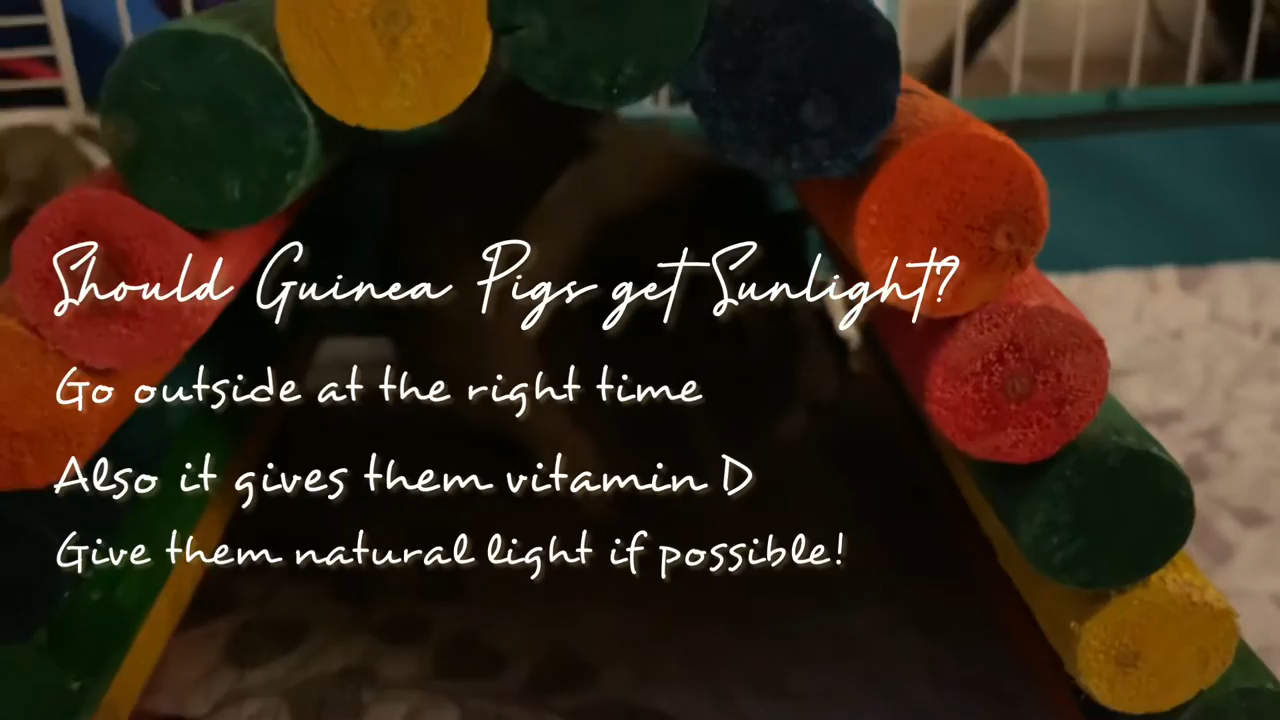 Should Guinea Pigs get Sunlight?
Go outside at the right time
Also it gives them vitamin D
Give them natural light if possible!